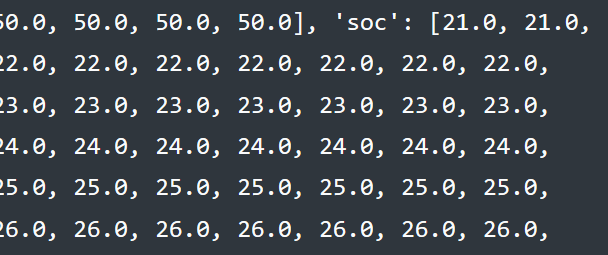 50.0, 50.0, 50.0, 50.0], 'soc': [21.0, 21.0,
22.0, 22.0, 22.0, 22.0, 22.0, 22.0, 22.0,
23.0, 23.0, 23.0, 23.0, 23.0, 23.0, 23.0,
24.0, 24.0, 24.0, 24.0, 24.0, 24.0, 24.0,
25.0, 25.0, 25.0, 25.0, 25.0, 25.0, 25.0,
26.0, 26.0, 26.0, 26.0, 26.0, 26.0, 26.0,